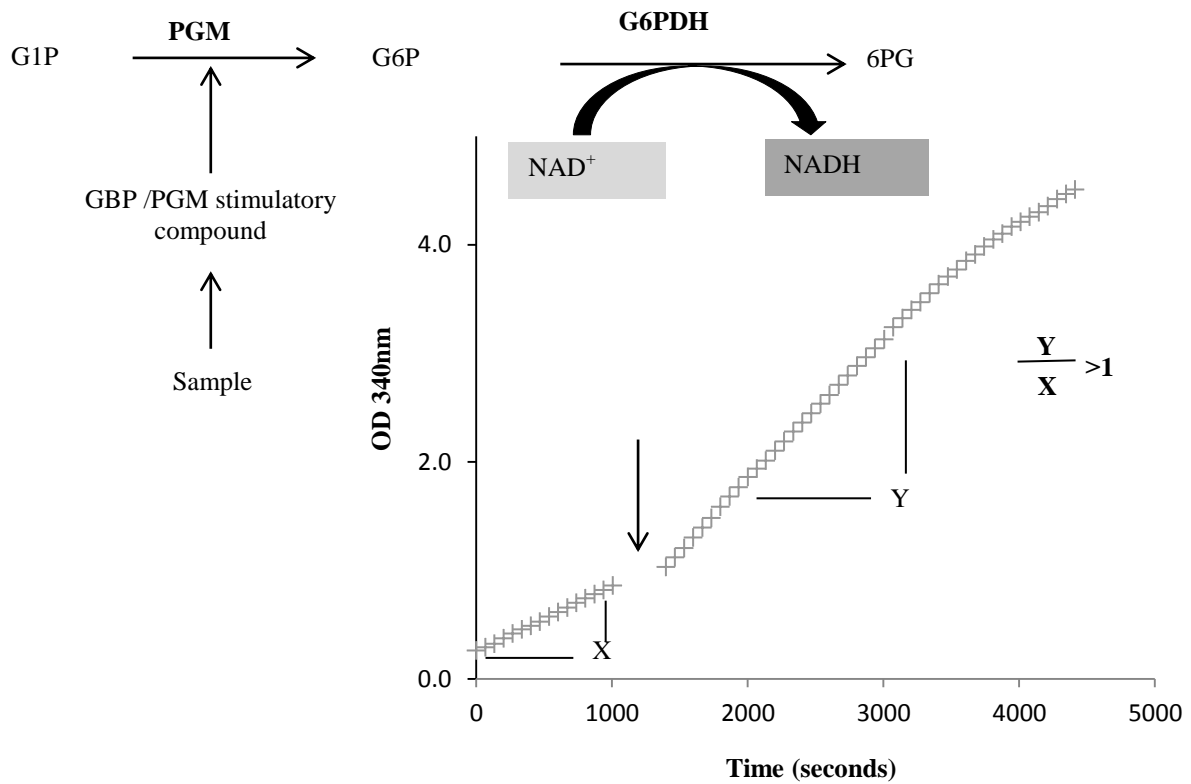 PGM
G6PDH
G1P
G6P
6PG
NAD+
NADH
GBP /PGM stimulatory
compound
Sample
4.0
2.0
0.0
OD 340nm
Y
X
>1
Y
X
0
1000
2000
3000
4000
5000
Time (seconds)